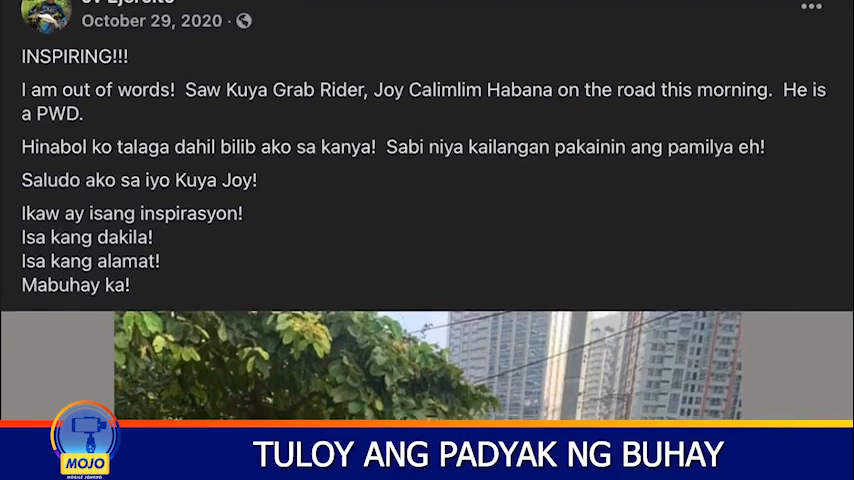 October 29, 2020 ·
INSPIRING!!!
I am out of words!  Saw Kuya Grab Rider, Joy Calimlim Habana on the road this morning.  He is
a PWD.
Hinabol ko talaga dahil bilib ako sa kanya!  Sabi niya kailangan pakainin ang pamilya eh!
Saludo ako sa iyo Kuya Joy!
Ikaw ay isang inspirasyon!
Isa kang dakila!
Isa kang alamat!
Mabuhay ka!
MOJO
MOBILE JOURNO
TULOY ANG PADYAK NG BUHAY